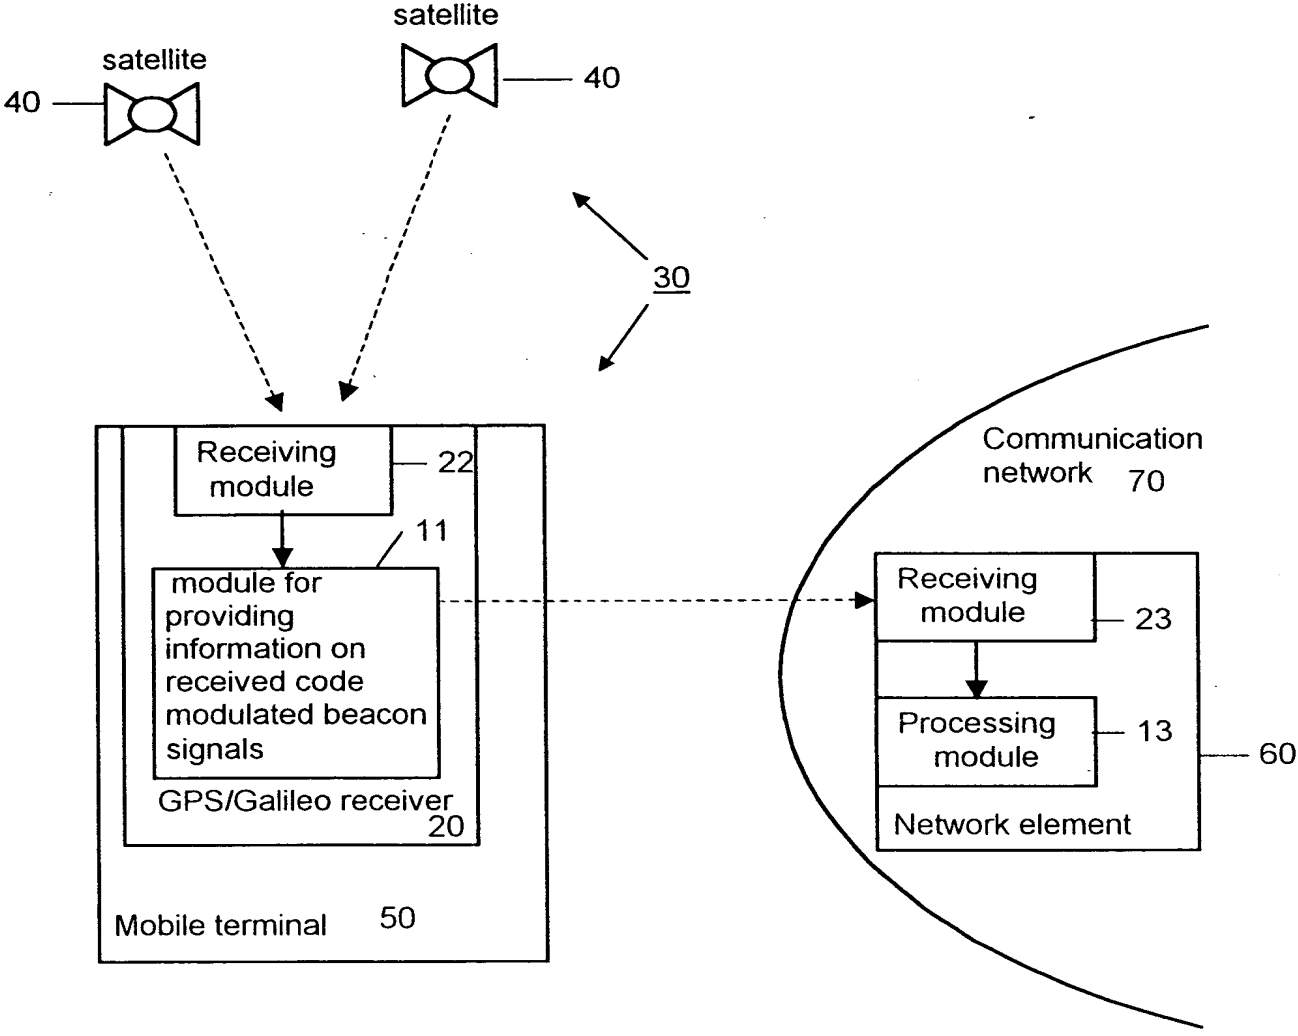 satellite
40
satellite
40
30
Receiving
module
22
11
module for
providing
information on
received code
modulated beacon
signals
GPS/Galileo receiver
20
Mobile terminal 50
Communication
network 70
Receiving
module
23
Processing
module
13
60
Network element